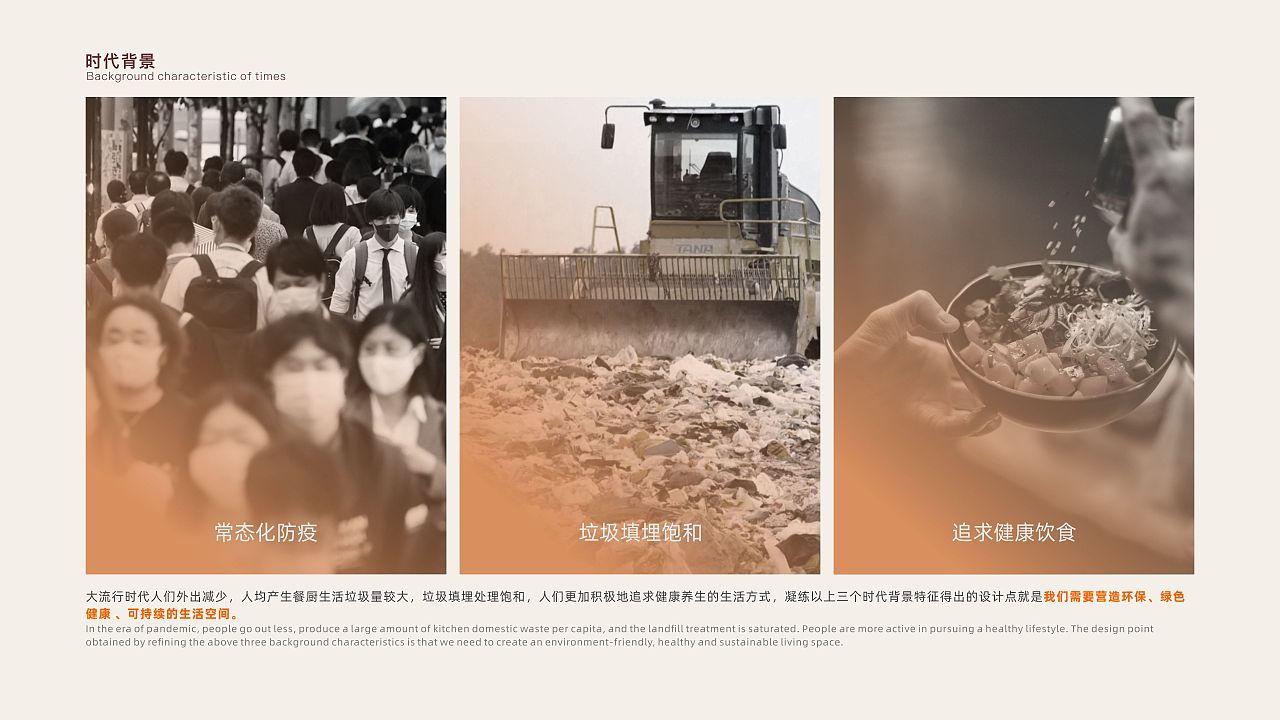 时代背景
Background characteristic of times
TANA
常态化防疫
垃圾填埋饱和
追求健康饮食
大流行时代人们外出减少，人均产生餐厨生活垃圾量较大，垃圾填埋处理饱和，人们更加积极地追求健康养生的生活方式，凝练以上三个时代背景特征得出的设计点就是我们需要营造环保、绿色
健康 、可持续的生活空间。
In the era of pandemic, people go out less, produce a large amount of kitchen domestic waste per capita, and the landfill treatment is saturated. People are more active in pursuing a healthy lifestyle. The design point
obtained by refining the above three background characteristics is that we need to create an environment-friendly, healthy and sustainable living space.